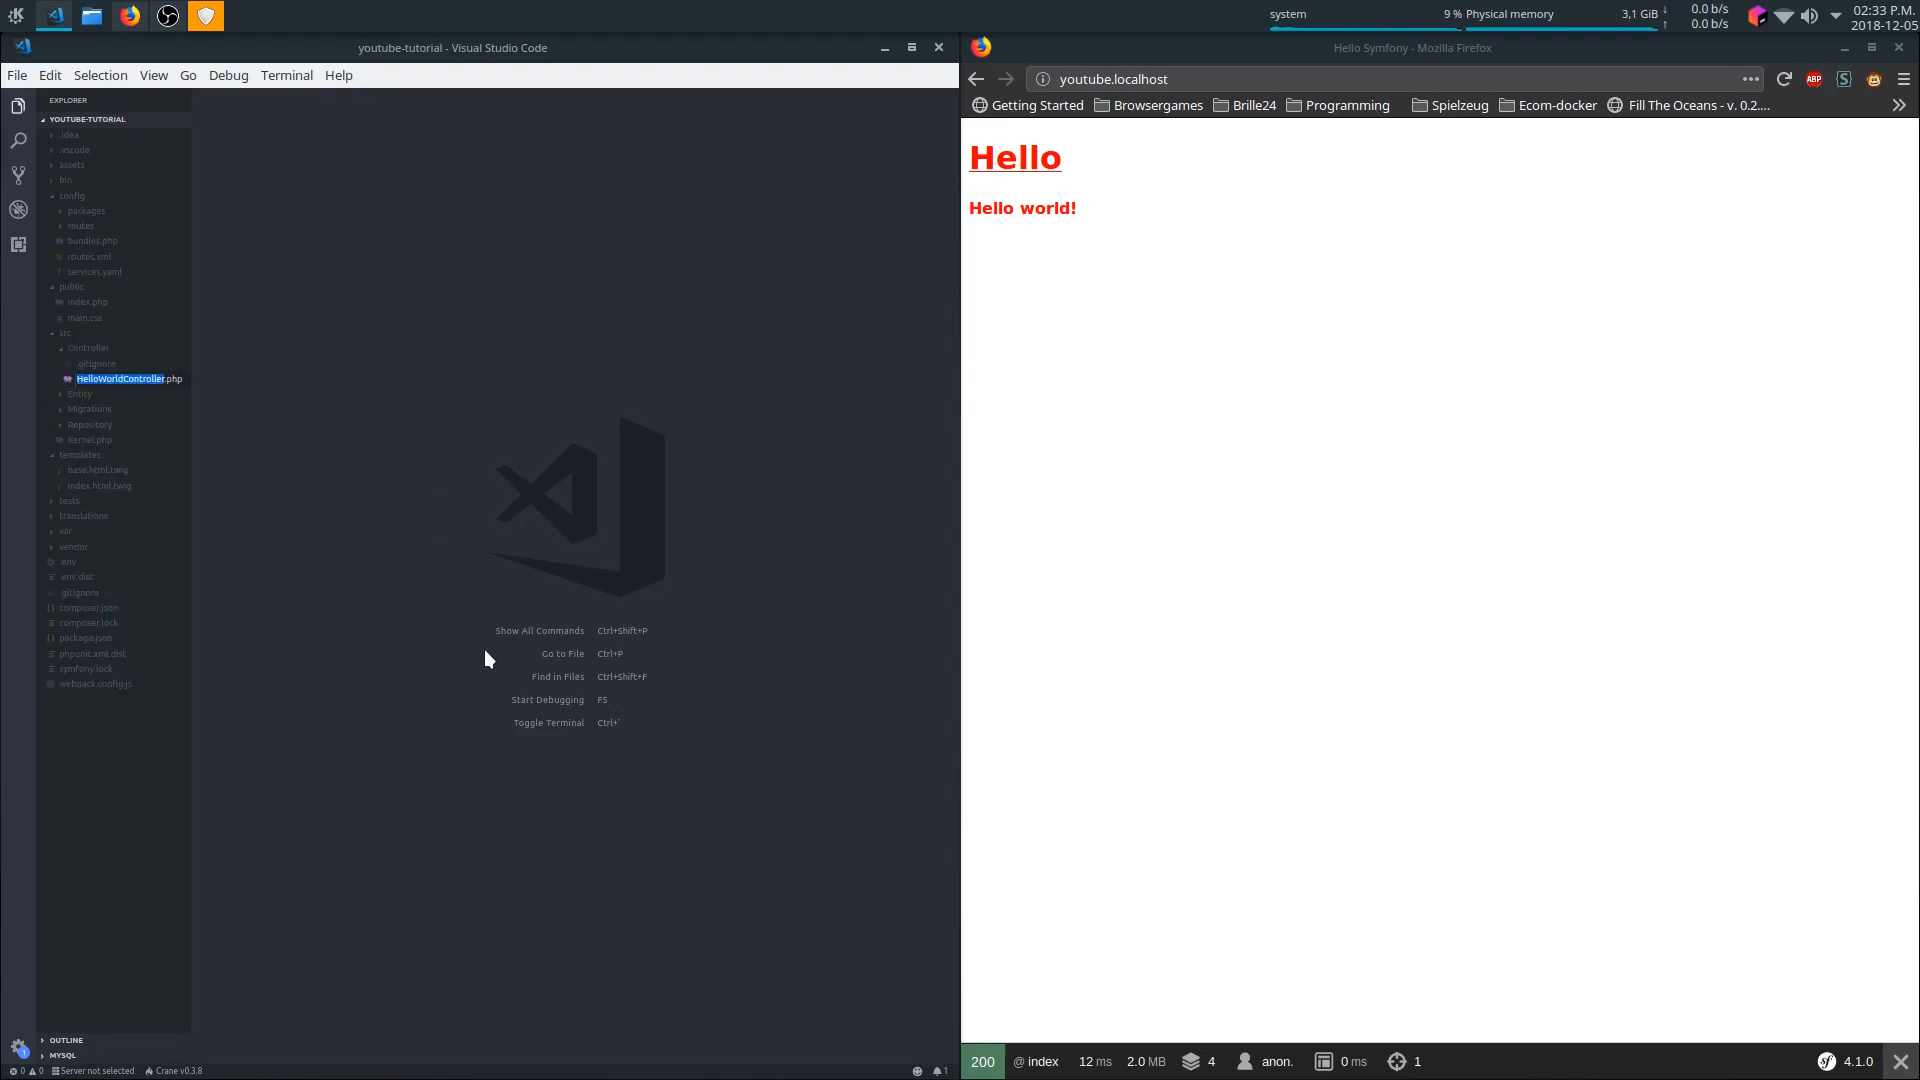 system 9 % Physical memory 3,1 GiB 0.0 b/s 0.0 b/s 02:33 P.M. 2018-12-05
youtube-tutorial - Visual Studio Code
File Edit Selection View Go Debug Terminal Help
EXPLORER
YOUTUBE-TUTORIAL
.idea
.vscode
assets
bin
config
packages
routes
bundles.php
routes.xml
services.yaml
public
index.php
main.css
src
Controller
.gitignore
HelloWorldController.php
Entity
Migrations
Repository
Kernel.php
templates
base.html.twig
index.html.twig
tests
translations
var
vendor
.env
.env.dist
.gitignore
composer.json
composer.lock
package.json
phpunit.xml.dist
symfony.lock
webpack.config.js
Show All Commands Ctrl+Shift+P
Go to File Ctrl+P
Find in Files Ctrl+Shift+F
Start Debugging F5
Toggle Terminal Ctrl+`
OUTLINE
MYSQL
1
0 0 Server not selected Crane v0.3.8 1
Hello Symfony - Mozilla Firefox
youtube.localhost ABP S
Getting Started Browsergames Brille24 Programming Spielzeug Ecom-docker Fill The Oceans - v. 0.2....
Hello
Hello world!
200 @ index 12 ms 2.0 MB 4 anon. 0 ms 1 sf 4.1.0